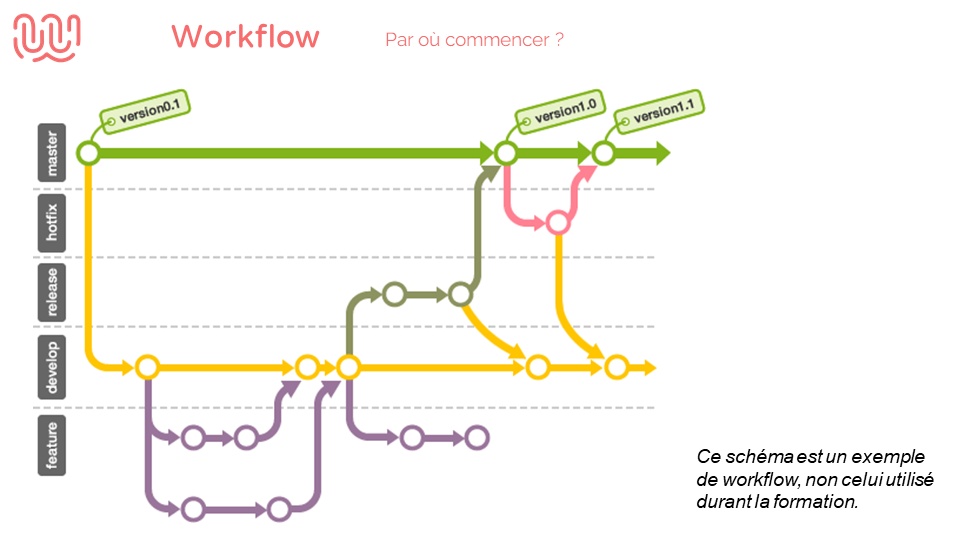 Workflow
Par où commencer ?
version0.1
version1.0
version1.1
master
hotfix
release
develop
feature
Ce schéma est un exemple
de workflow, non celui utilisé
durant la formation.